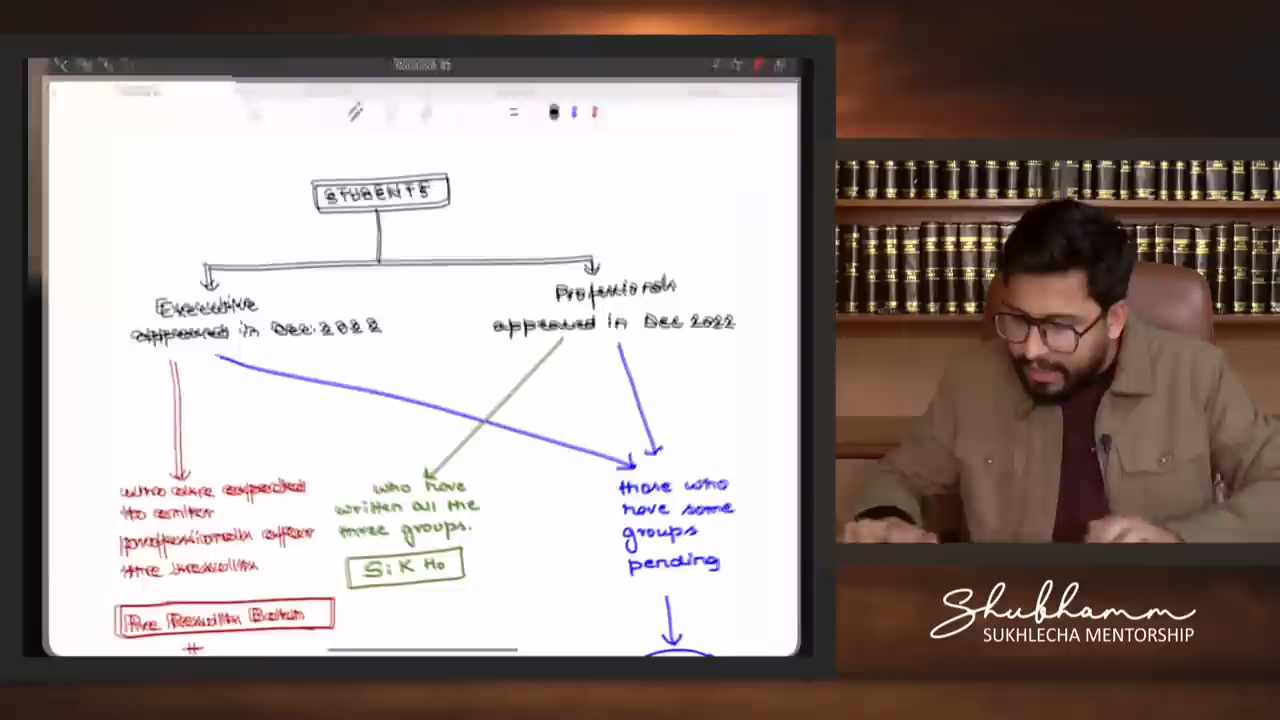 STUDENTS
Executive
appeared in Dec. 2022
Professionals
appeared in Dec 2022
who are expected
to enter
professionals after
the results
Pre Result Batch
+
who have
written all the
three groups.
S:K Ho
those who
have some
groups
pending
Shubhamm
SUKHLECHA MENTORSHIP